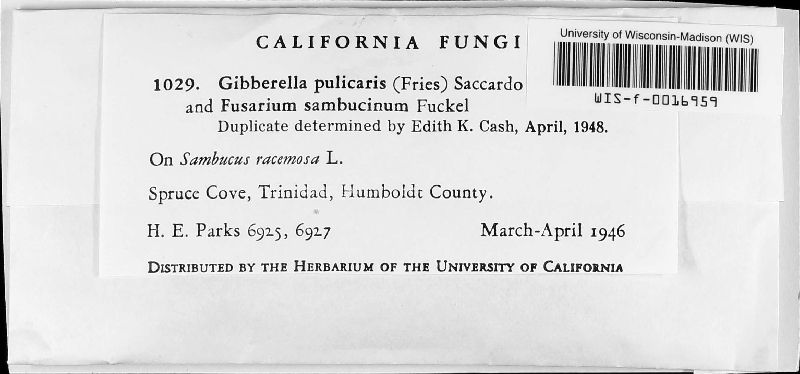 CALIFORNIA FUNGI
University of Wisconsin-Madison (WIS)
WIS-f-0016959
1029. Gibberella pulicaris (Fries) Saccardo
and Fusarium sambucinum Fuckel
Duplicate determined by Edith K. Cash, April, 1948.
On Sambucus racemosa L.
Spruce Cove, Trinidad, Humboldt County.
H. E. Parks 6925, 6927 March-April 1946
Distributed by the Herbarium of the University of California